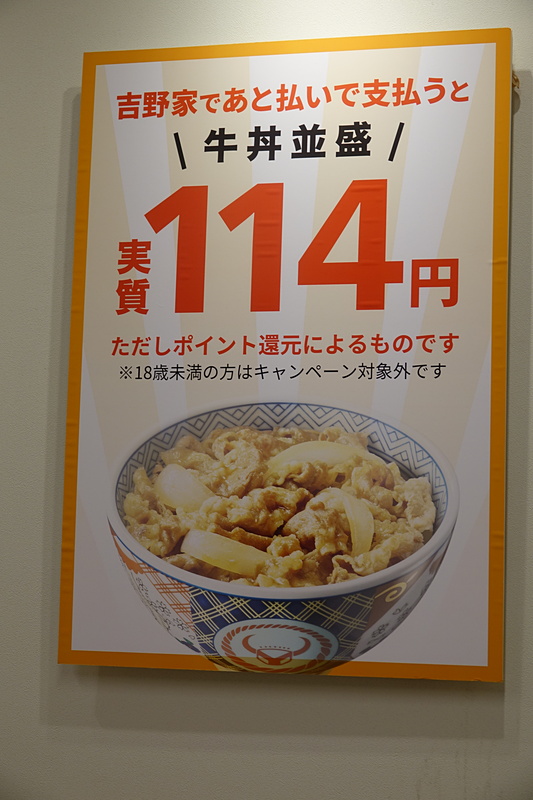 吉野家であと払いで支払うと
\ 牛丼並盛 /
実質114円
ただしポイント還元によるものです
※18歳未満の方はキャンペーン対象外です